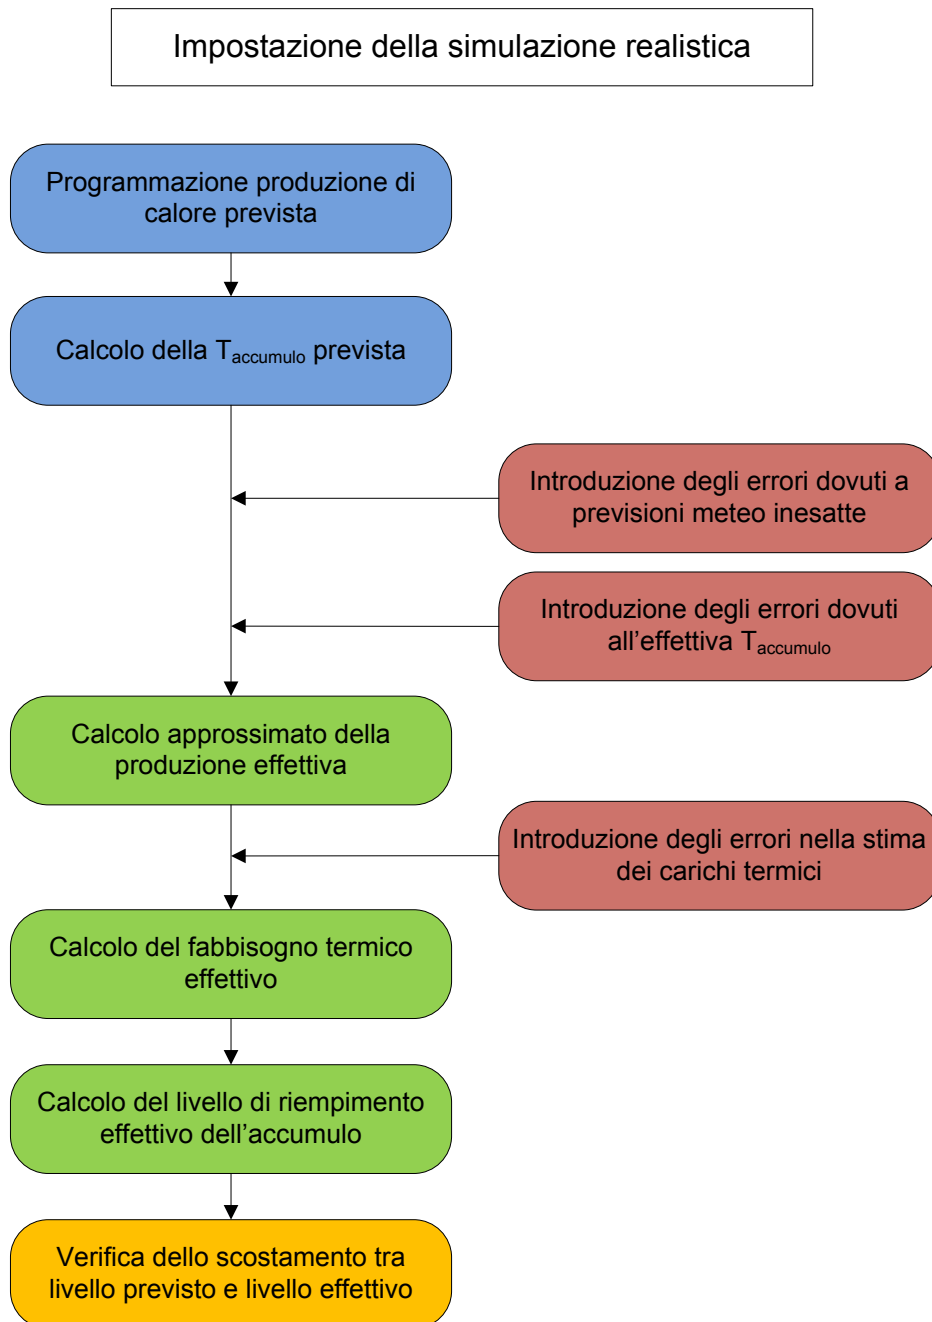 Impostazione della simulazione realistica
Programmazione produzione di
calore prevista
Calcolo della Taccumulo prevista
Introduzione degli errori dovuti a
previsioni meteo inesatte
Introduzione degli errori dovuti
all’effettiva Taccumulo
Calcolo approssimato della
produzione effettiva
Introduzione degli errori nella stima
dei carichi termici
Calcolo del fabbisogno termico
effettivo
Calcolo del livello di riempimento
effettivo dell’accumulo
Verifica dello scostamento tra
livello previsto e livello effettivo